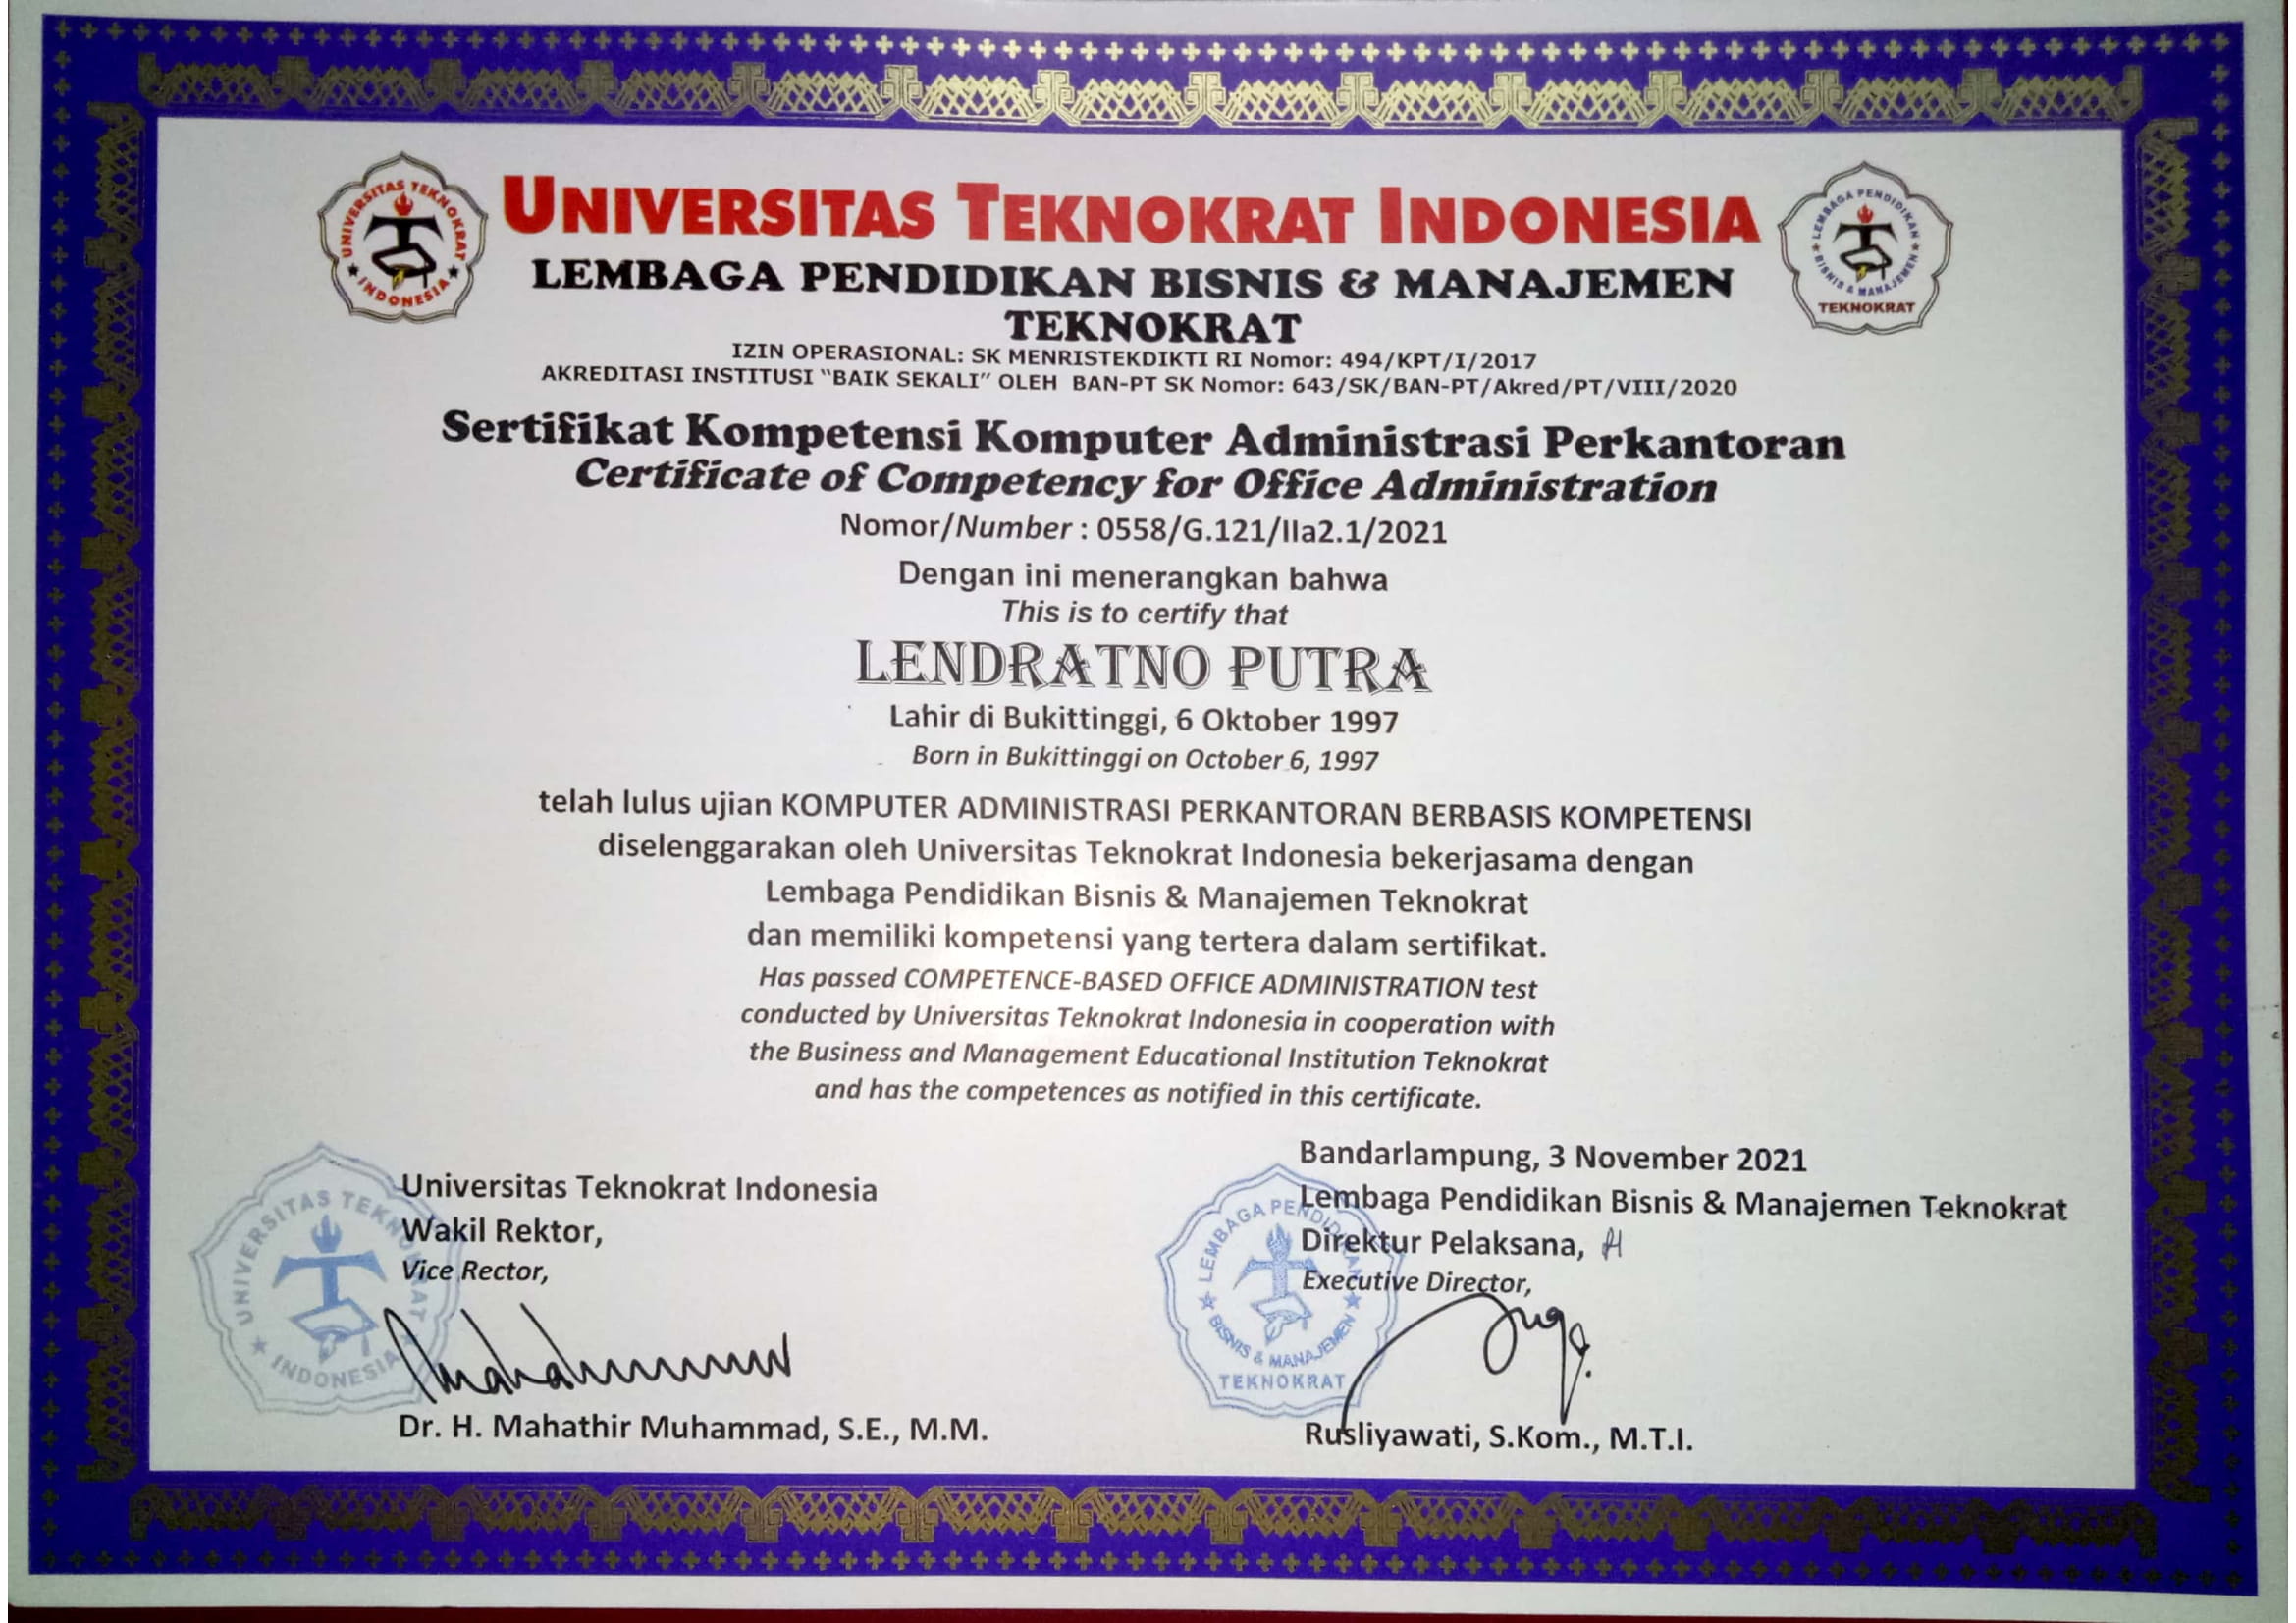 UNIVERSITAS TEKNOKRAT INDONESIA
UNIVERSITAS TEKNOKRAT INDONESIA
LEMBAGA PENDIDIKAN BISNIS & MANAJEMEN TEKNOKRAT
LEMBAGA PENDIDIKAN BISNIS & MANAJEMEN
TEKNOKRAT
IZIN OPERASIONAL: SK MENRISTEKDIKTI RI Nomor: 494/KPT/I/2017
AKREDITASI INSTITUSI "BAIK SEKALI" OLEH BAN-PT SK Nomor: 643/SK/BAN-PT/Akred/PT/VIII/2020
Sertifikat Kompetensi Komputer Administrasi Perkantoran
Certificate of Competency for Office Administration
Nomor/Number : 0558/G.121/IIa2.1/2021
Dengan ini menerangkan bahwa
This is to certify that
LENDRATNO PUTRA
Lahir di Bukittinggi, 6 Oktober 1997
Born in Bukittinggi on October 6, 1997
telah lulus ujian KOMPUTER ADMINISTRASI PERKANTORAN BERBASIS KOMPETENSI
diselenggarakan oleh Universitas Teknokrat Indonesia bekerjasama dengan
Lembaga Pendidikan Bisnis & Manajemen Teknokrat
dan memiliki kompetensi yang tertera dalam sertifikat.
Has passed COMPETENCE-BASED OFFICE ADMINISTRATION test
conducted by Universitas Teknokrat Indonesia in cooperation with
the Business and Management Educational Institution Teknokrat
and has the competences as notified in this certificate.
UNIVERSITAS TEKNOKRAT INDONESIA
Universitas Teknokrat Indonesia
Wakil Rektor,
Vice Rector,
Dr. H. Mahathir Muhammad, S.E., M.M.
Bandarlampung, 3 November 2021
Lembaga Pendidikan Bisnis & Manajemen Teknokrat
Direktur Pelaksana,
Executive Director,
LEMBAGA PENDIDIKAN BISNIS & MANAJEMEN
TEKNOKRAT
Rusliyawati, S.Kom., M.T.I.